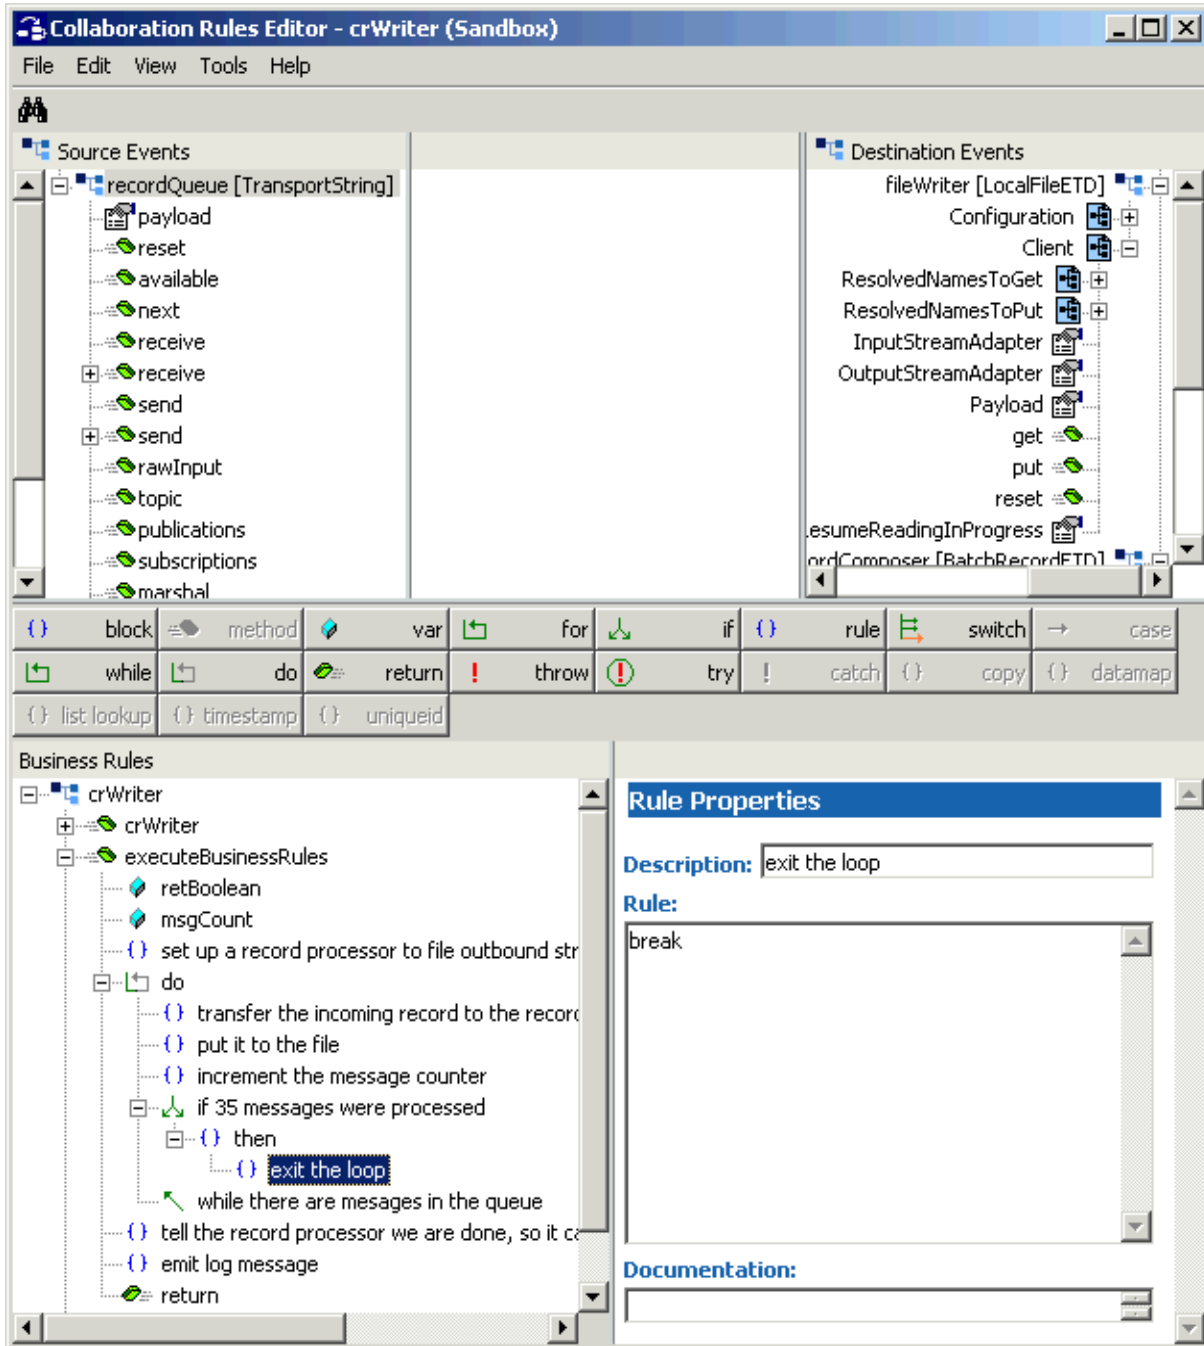 Collaboration Rules Editor - crWriter (Sandbox)
File Edit View Tools Help
Source Events
recordQueue [TransportString]
payload
reset
available
next
receive
receive
send
send
rawInput
topic
publications
subscriptions
marshal
Destination Events
fileWriter [LocalFileETD]
Configuration
Client
ResolvedNamesToGet
ResolvedNamesToPut
InputStreamAdapter
OutputStreamAdapter
Payload
get
put
reset
esumeReadingInProgress
ordComposer [BatchRecordETD]
block method var for if rule switch case
while do return throw try catch copy datamap
list lookup timestamp uniqueid
Business Rules
crWriter
crWriter
executeBusinessRules
retBoolean
msgCount
set up a record processor to file outbound str
do
transfer the incoming record to the record
put it to the file
increment the message counter
if 35 messages were processed
then
exit the loop
while there are mesages in the queue
tell the record processor we are done, so it ca
emit log message
return
Rule Properties
Description: exit the loop
Rule:
break
Documentation: